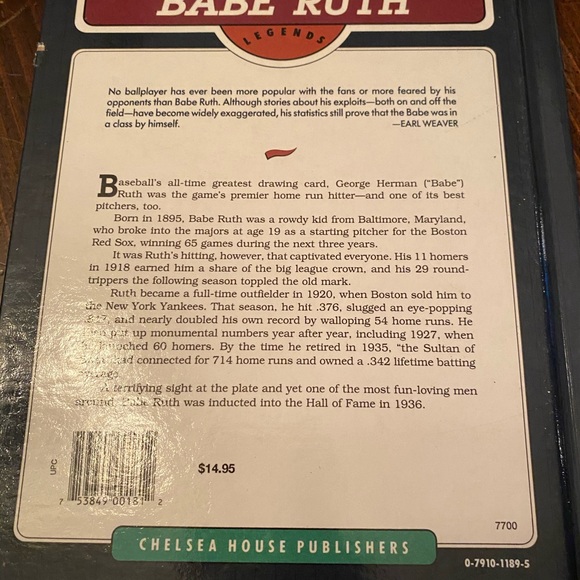 BABE RUTH
LEGENDS
No ballplayer has ever been more popular with the fans or more feared by his
opponents than Babe Ruth. Although stories about his exploits—both on and off the
field—have become widely exaggerated, his statistics still prove that the Babe was in
a class by himself. —EARL WEAVER
Baseball's all-time greatest drawing card, George Herman ("Babe")
Ruth was the game's premier home run hitter—and one of its best
pitchers, too.
Born in 1895, Babe Ruth was a rowdy kid from Baltimore, Maryland,
who broke into the majors at age 19 as a starting pitcher for the Boston
Red Sox, winning 65 games during the next three years.
It was Ruth's hitting, however, that captivated everyone. His 11 homers
in 1918 earned him a share of the big league crown, and his 29 round-
trippers the following season toppled the old mark.
Ruth became a full-time outfielder in 1920, when Boston sold him to
the New York Yankees. That season, he hit .376, slugged an eye-popping
and nearly doubled his own record by walloping 54 home runs. He
put up monumental numbers year after year, including 1927, when
60 homers. By the time he retired in 1935, "the Sultan of
connected for 714 home runs and owned a .342 lifetime batting
A terrifying sight at the plate and yet one of the most fun-loving men
around, Babe Ruth was inducted into the Hall of Fame in 1936.
UPC
$14.95
7 53849 00181 2
7700
CHELSEA HOUSE PUBLISHERS
0-7910-1189-5